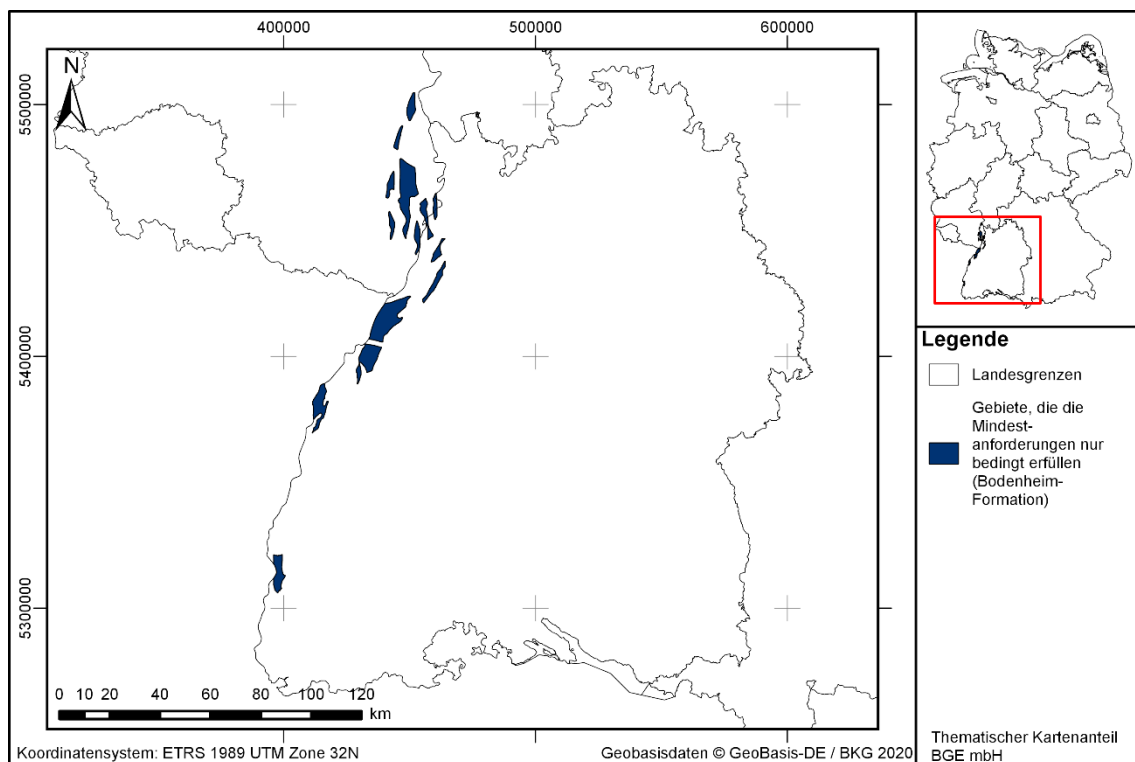 400000
500000
600000
N
5500000
5400000
5300000
0 10 20 40 60 80 100 120
km
Koordinatensystem: ETRS 1989 UTM Zone 32N
Geobasisdaten © GeoBasis-DE / BKG 2020
Legende
Landesgrenzen
Gebiete, die die
Mindest-
anforderungen nur
bedingt erfüllen
(Bodenheim-
Formation)
Thematischer Kartenanteil
BGE mbH